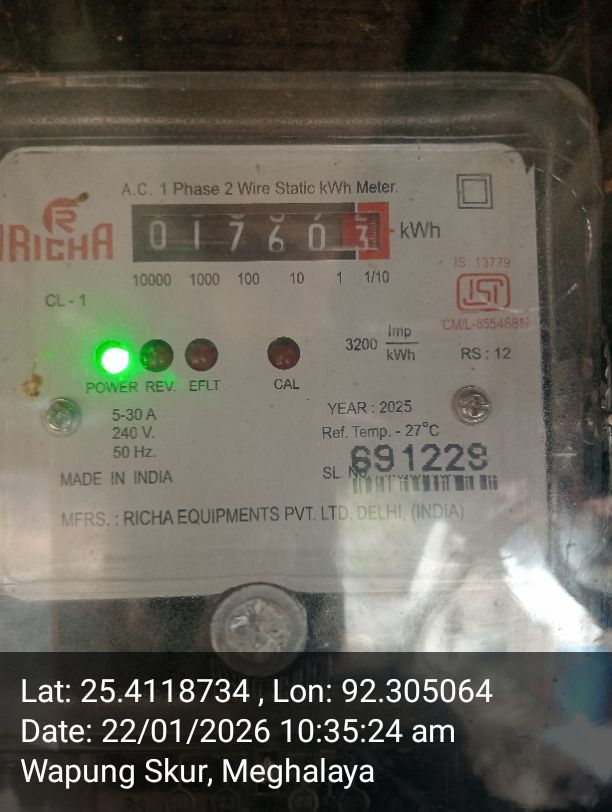 A.C. 1 Phase 2 Wire Static kWh Meter.
RICHA
0 1 7 6 0 3 kWh
10000 1000 100 10 1 1/10
IS : 13779
CL - 1
ISI
3200 Imp/kWh
RS : 12
POWER REV. EFLT CAL
5-30 A
YEAR : 2025
240 V.
Ref. Temp. - 27°C
50 Hz.
SL. No. 691228
MADE IN INDIA
MFRS. : RICHA EQUIPMENTS PVT. LTD. DELHI, (INDIA)
Lat: 25.4118734 , Lon: 92.305064
Date: 22/01/2026 10:35:24 am
Wapung Skur, Meghalaya